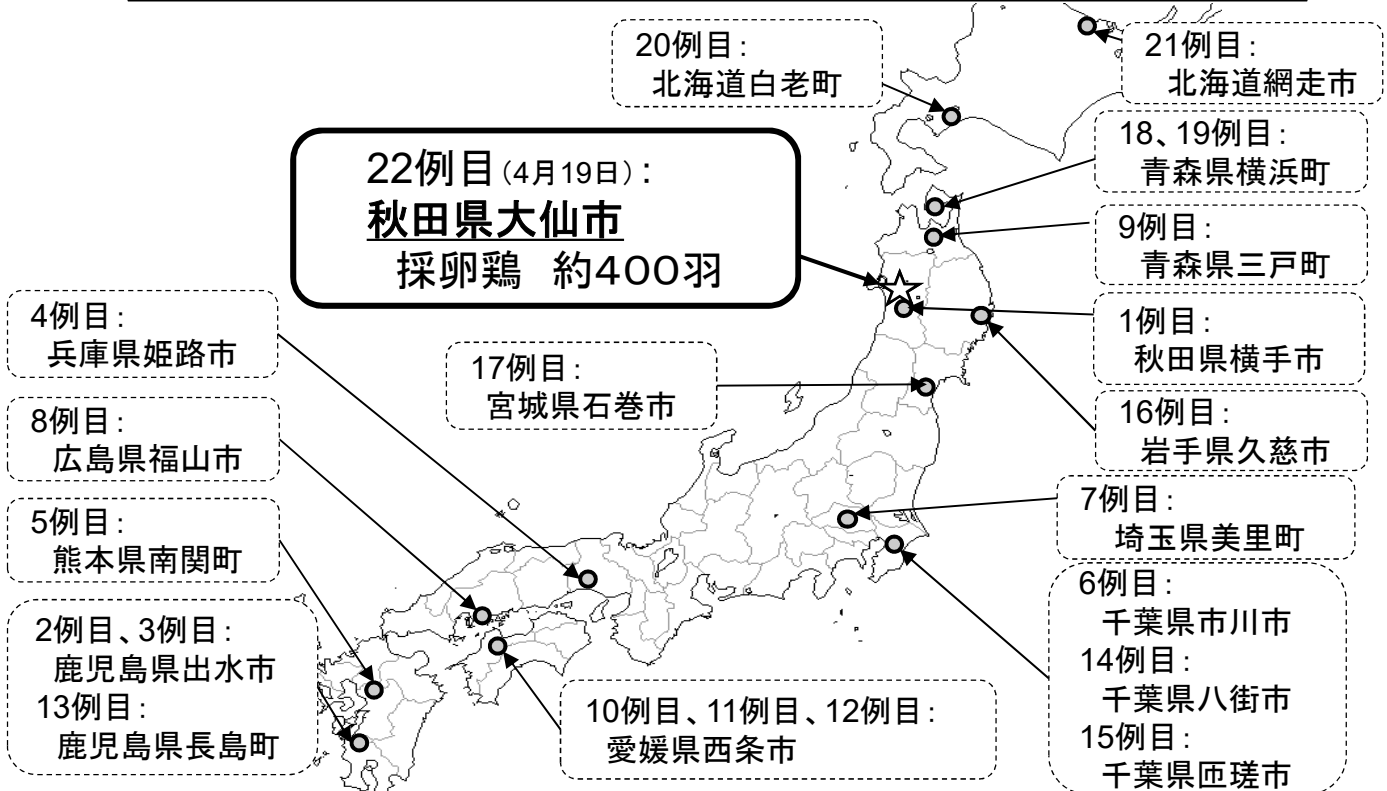 20例目：
北海道白老町
21例目：
北海道網走市
22例目（4月19日）：
秋田県大仙市
採卵鶏　約400羽
18、19例目：
青森県横浜町
9例目：
青森県三戸町
1例目：
秋田県横手市
16例目：
岩手県久慈市
4例目：
兵庫県姫路市
17例目：
宮城県石巻市
8例目：
広島県福山市
5例目：
熊本県南関町
7例目：
埼玉県美里町
2例目、3例目：
鹿児島県出水市
13例目：
鹿児島県長島町
10例目、11例目、12例目：
愛媛県西条市
6例目：
千葉県市川市
14例目：
千葉県八街市
15例目：
千葉県匝瑳市